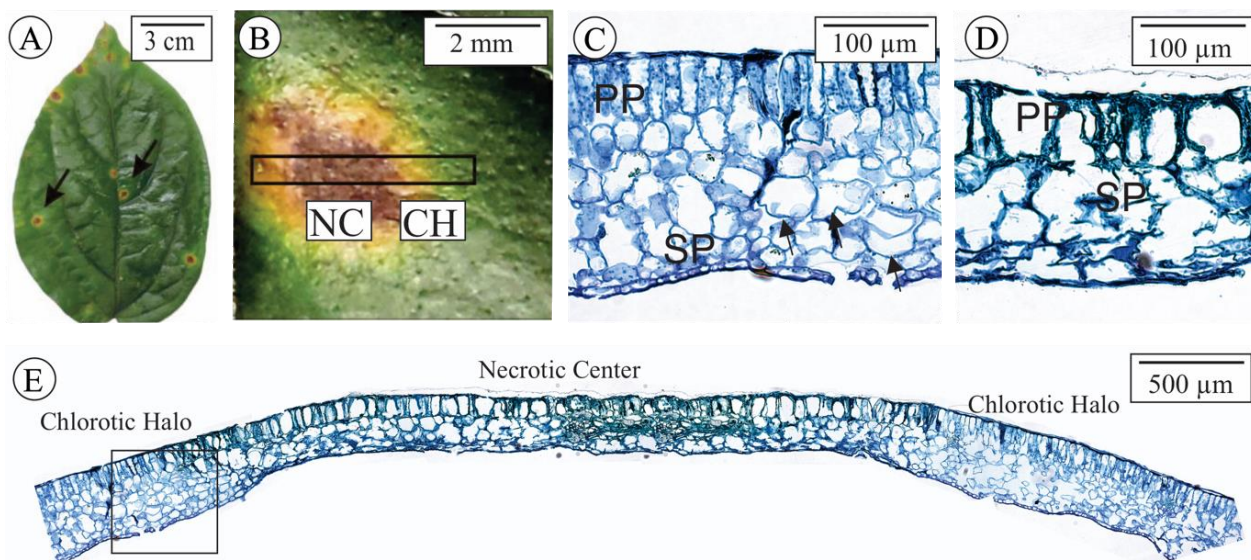 A
3 cm
B
2 mm
NC
CH
C
100 µm
PP
SP
D
100 µm
PP
SP
E
Necrotic Center
500 µm
Chlorotic Halo
Chlorotic Halo